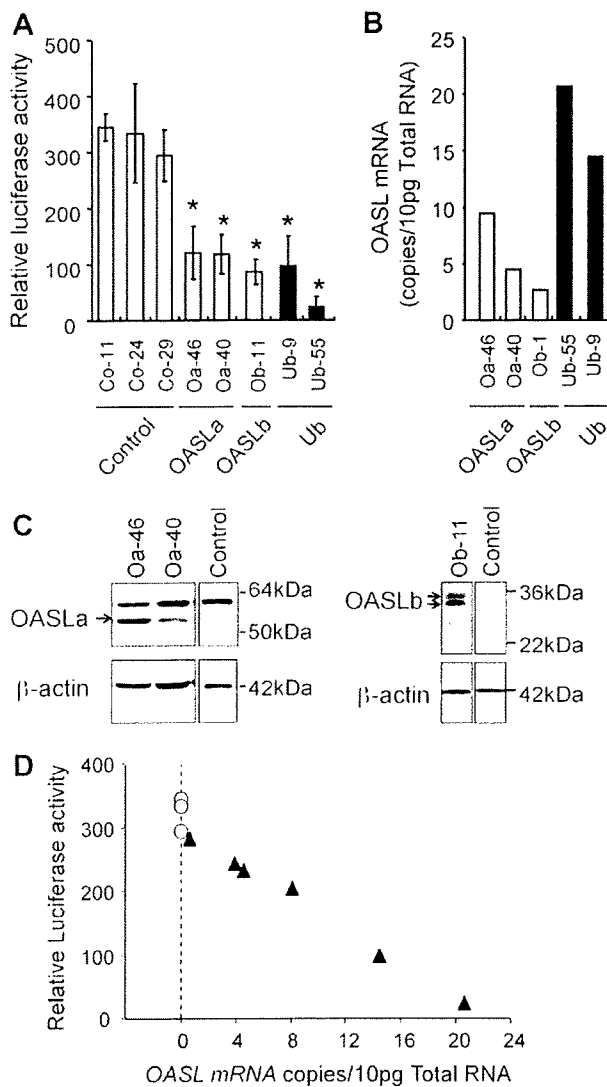 A
Relative luciferase activity
500
400
300
200
100
0
Co-11
Co-24
Co-29
Oa-46
Oa-40
Ob-11
Ub-9
Ub-55
* * * * *
Control
OASLa
OASLb
Ub
B
OASL mRNA
(copies/10pg Total RNA)
25
20
15
10
5
0
Oa-46
Oa-40
Ob-1
Ub-55
Ub-9
OASLa
OASLb
Ub
C
Oa-46
Oa-40
Control
OASLa
64kDa
50kDa
β-actin
42kDa
Ob-11
Control
OASLb
36kDa
22kDa
β-actin
42kDa
D
Relative Luciferase activity
400
300
200
100
0
0 4 8 12 16 20 24
OASL mRNA copies/10pg Total RNA